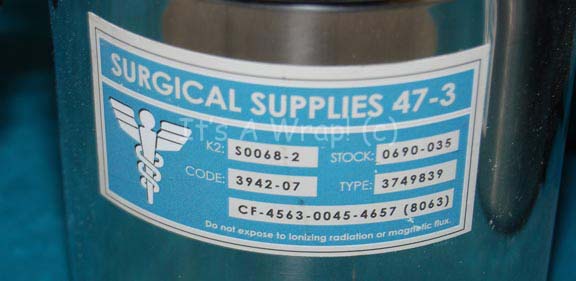 SURGICAL SUPPLIES 47-3
It's A Wrap! (c)
K2: S0068-2 STOCK: 0690-035
CODE: 3942-07 TYPE: 3749839
CF-4563-0045-4657 (8063)
Do not expose to ionizing radiation or magnetic flux.